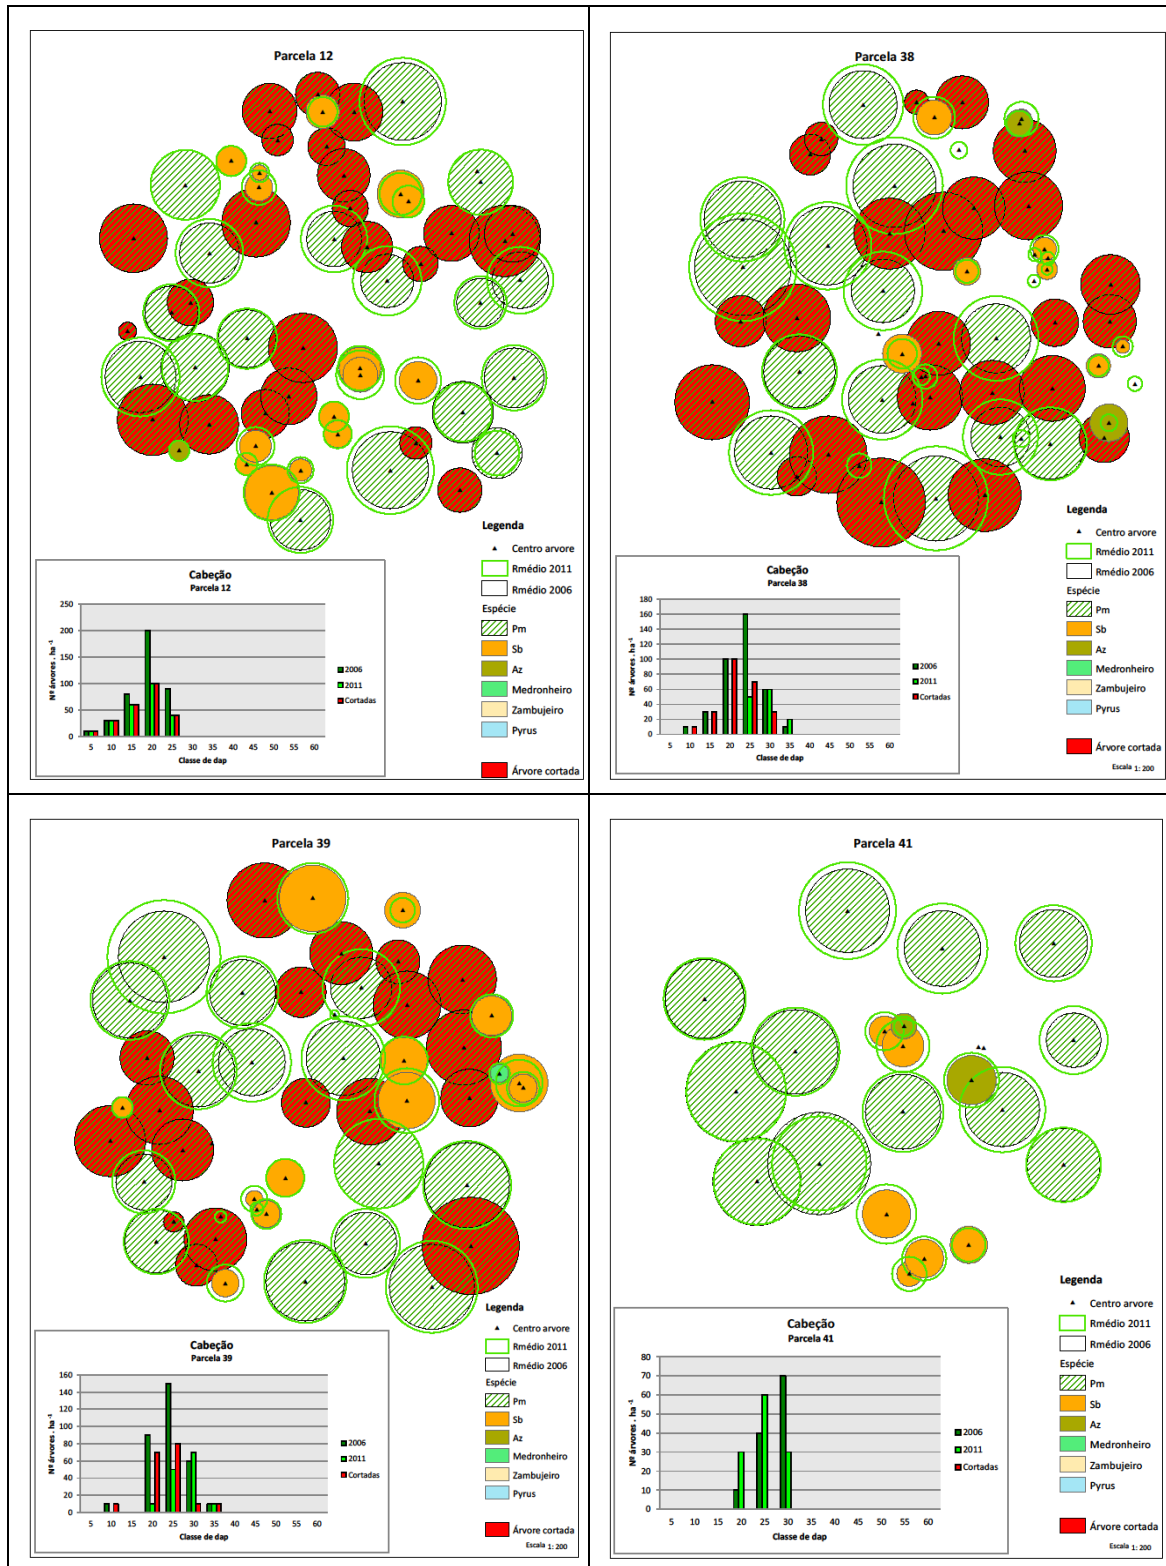 Parcela 12
Legenda
Centro arvore
Rmédio 2011
Rmédio 2006
Espécie
Pm
Sb
Az
Medronheiro
Zambujeiro
Pyrus
Árvore cortada
Cabeção
Parcela 12
Nº árvores . ha⁻¹
250
200
150
100
50
0
5 10 15 20 25 30 35 40 45 50 55 60
Classe de dap
2006
2011
Cortadas
Parcela 38
Legenda
Centro arvore
Rmédio 2011
Rmédio 2006
Espécie
Pm
Sb
Az
Medronheiro
Zambujeiro
Pyrus
Árvore cortada
Escala 1: 200
Cabeção
Parcela 38
Nº árvores . ha⁻¹
180
160
140
120
100
80
60
40
20
0
5 10 15 20 25 30 35 40 45 50 55 60
Classe de dap
2006
2011
Cortadas
Parcela 39
Legenda
Centro arvore
Rmédio 2011
Rmédio 2006
Espécie
Pm
Sb
Az
Medronheiro
Zambujeiro
Pyrus
Árvore cortada
Escala 1: 200
Cabeção
Parcela 39
Nº árvores . ha⁻¹
160
140
120
100
80
60
40
20
0
5 10 15 20 25 30 35 40 45 50 55 60
Classe de dap
2006
2011
Cortadas
Parcela 41
Legenda
Centro arvore
Rmédio 2011
Rmédio 2006
Espécie
Pm
Sb
Az
Medronheiro
Zambujeiro
Pyrus
Árvore cortada
Escala 1: 200
Cabeção
Parcela 41
Nº árvores . ha⁻¹
80
70
60
50
40
30
20
10
0
5 10 15 20 25 30 35 40 45 50 55 60
Classe de dap
2006
2011
Cortadas